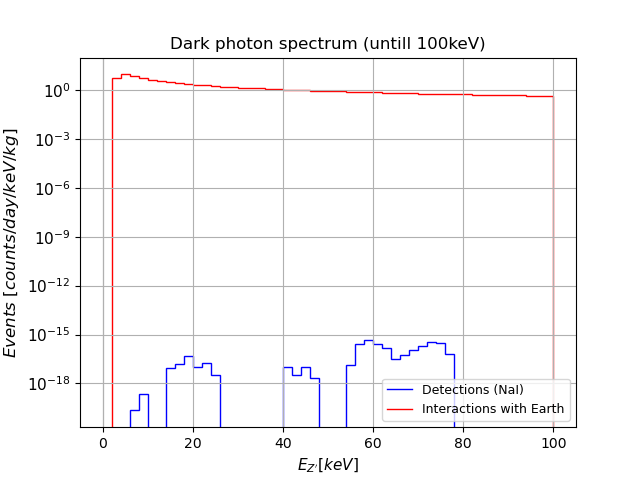 Dark photon spectrum (untill 100keV)
Events [counts/day/keV/kg]
10^0
10^−3
10^−6
10^−9
10^−12
10^−15
10^−18
Detections (NaI)
Interactions with Earth
0 20 40 60 80 100
E_Z' [keV]